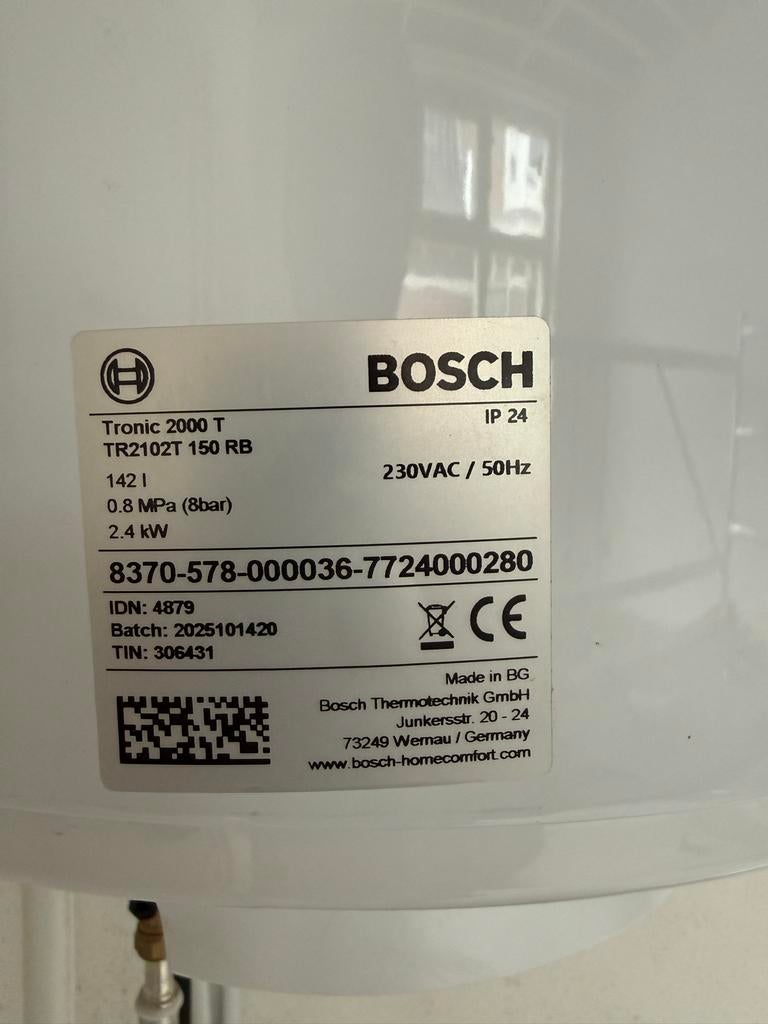 BOSCH
Tronic 2000 T
IP 24
TR2102T 150 RB
142 l
230VAC / 50Hz
0.8 MPa (8bar)
2.4 kW
8370-578-000036-7724000280
IDN: 4879
Batch: 2025101420
TIN: 306431
CE
Made in BG
Bosch Thermotechnik GmbH
Junkersstr. 20 - 24
73249 Wernau / Germany
www.bosch-homecomfort.com